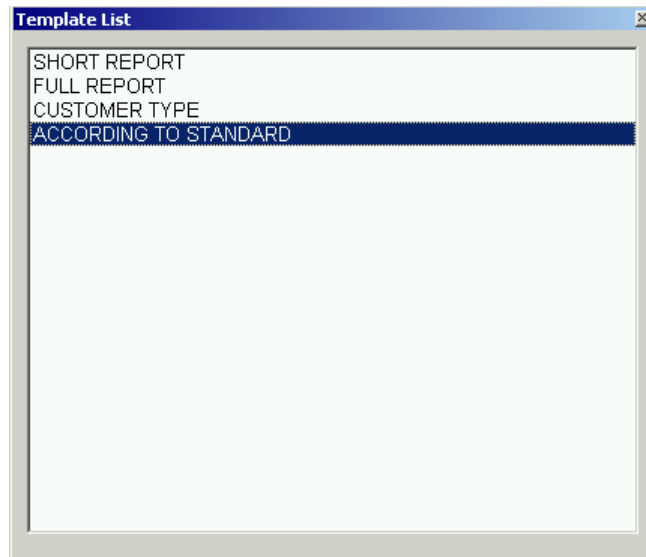 Template List
SHORT REPORT
FULL REPORT
CUSTOMER TYPE
ACCORDING TO STANDARD